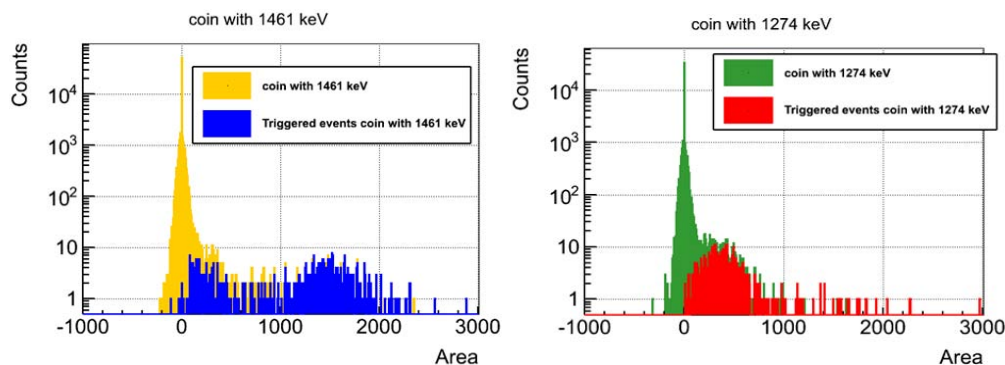 coin with 1461 keV
Counts
10⁴
10³
10²
10
1
coin with 1461 keV
Triggered events coin with 1461 keV
-1000 0 1000 2000 3000
Area
coin with 1274 keV
Counts
10⁴
10³
10²
10
1
coin with 1274 keV
Triggered events coin with 1274 keV
-1000 0 1000 2000 3000
Area